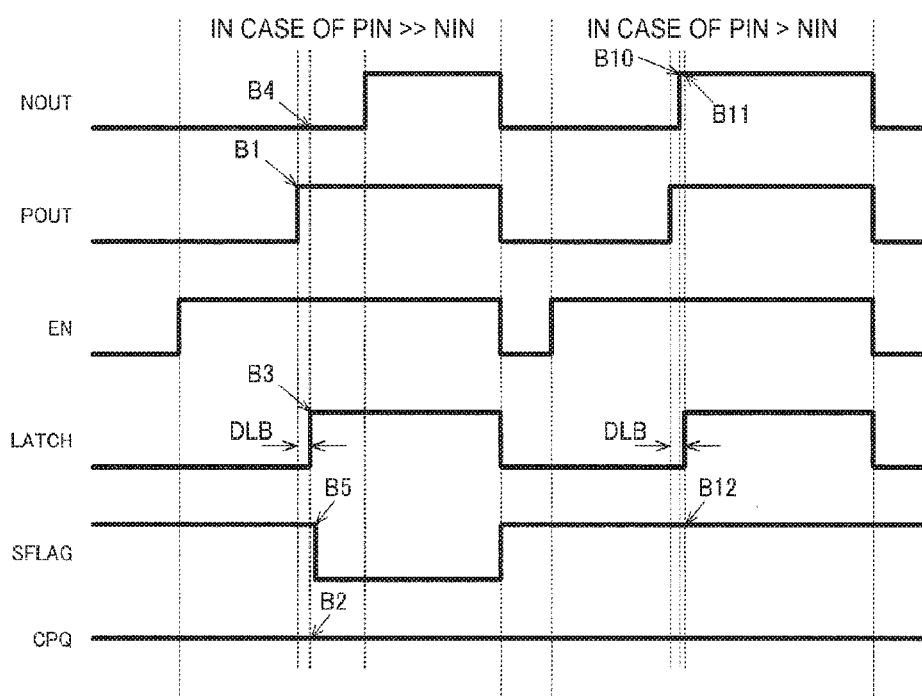 IN CASE OF PIN >> NIN
IN CASE OF PIN > NIN
B10
B4
B11
NOUT
B1
POUT
EN
B3
DLB
DLB
LATCH
B5
B12
SFLAG
B2
CPQ